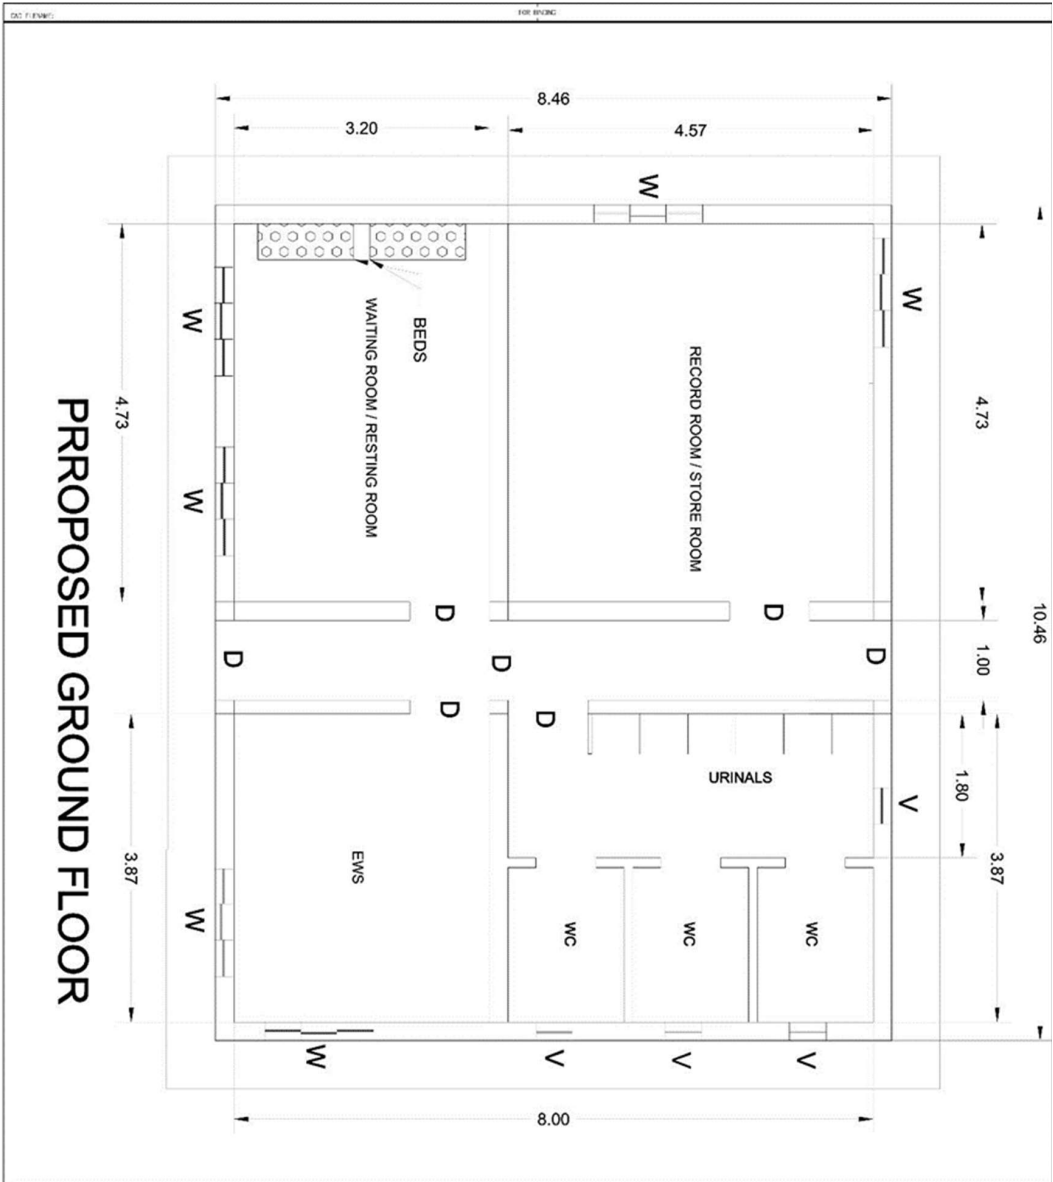 FOR BINDING
8.46
3.20
4.57
W
W
W
BEDS
WAITING ROOM / RESTING ROOM
RECORD ROOM / STORE ROOM
4.73
4.73
W
10.46
D
D
D
D
D
1.00
D
D
URINALS
V
1.80
3.87
3.87
EWS
W
WC
WC
WC
W
V
V
V
8.00
PRROPOSED GROUND FLOOR